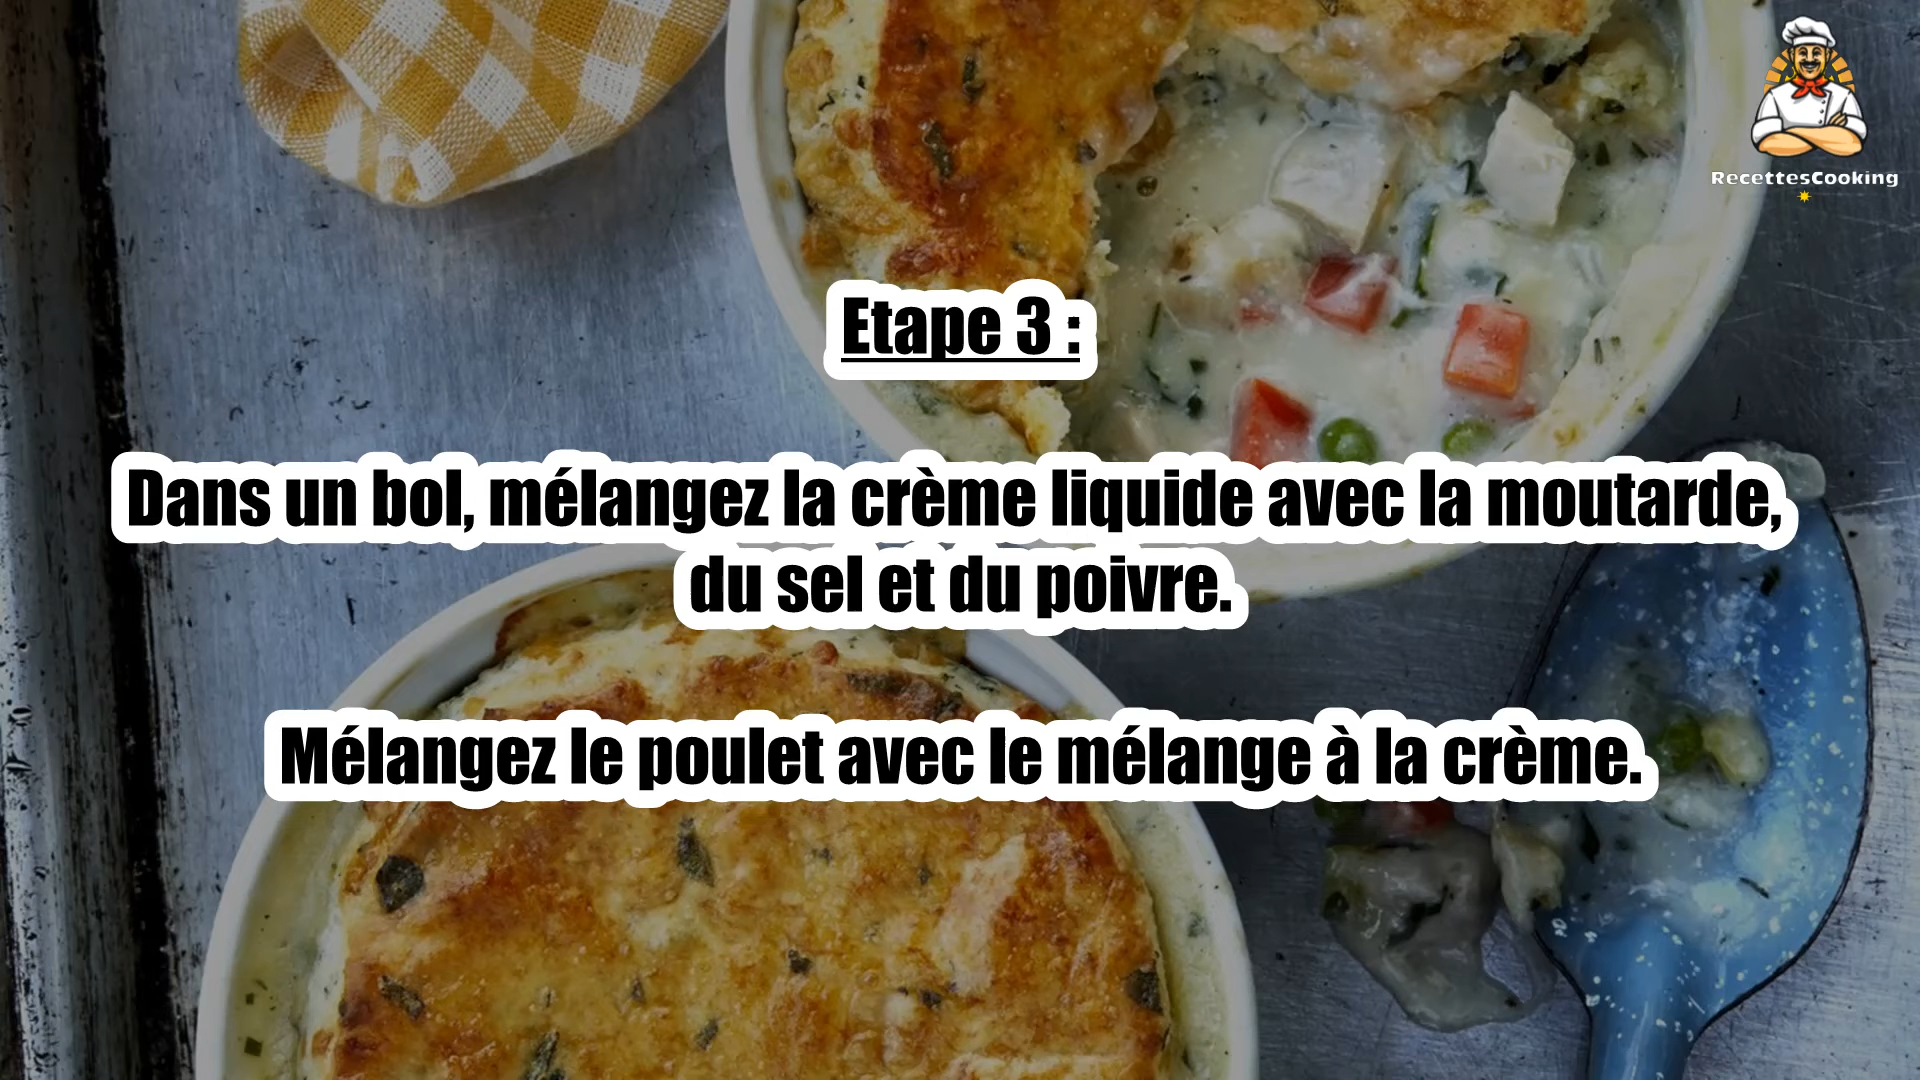 RecettesCooking
Etape 3 :
Dans un bol, mélangez la crème liquide avec la moutarde,
du sel et du poivre.
Mélangez le poulet avec le mélange à la crème.